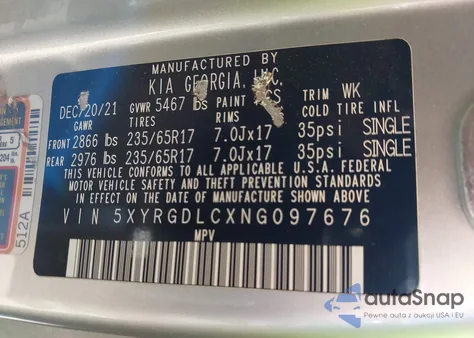 MANUFACTURED BY
KIA GEORGIA, INC.
DEC/20/21 GVWR 5467 lbs PAINT TRIM WK
GAWR TIRES RIMS COLD TIRE INFL
FRONT 2866 lbs 235/65R17 7.0Jx17 35psi SINGLE
REAR 2976 lbs 235/65R17 7.0Jx17 35psi SINGLE
THIS VEHICLE CONFORMS TO ALL APPLICABLE U.S.A. FEDERAL
MOTOR VEHICLE SAFETY AND THEFT PREVENTION STANDARDS
IN EFFECT ON THE DATE OF MANUFACTURE SHOWN ABOVE.
VIN 5XYRGDLCXNG097676
MPV
5
204
512A
autaSnap
Pewne auta z aukcji USA i EU